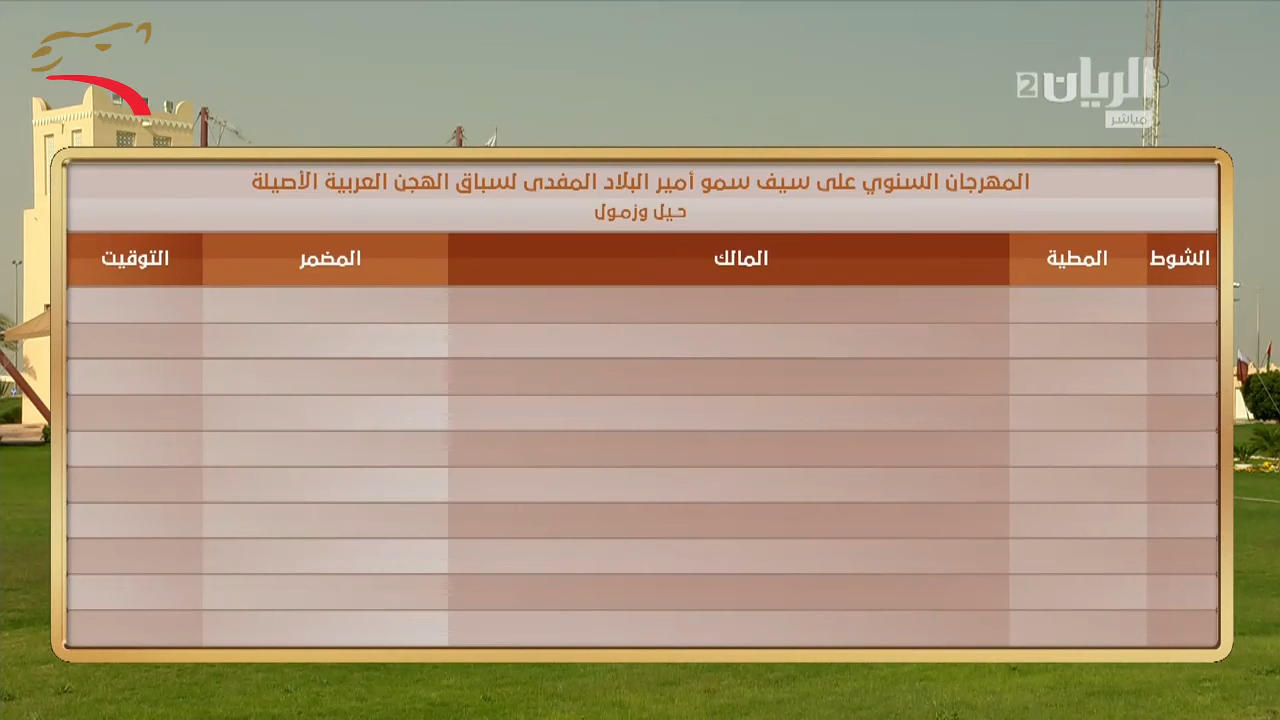 الريان 2
مباشر
المهرجان السنوي على سيف سمو أمير البلاد المفدى لسباق الهجن العربية الأصيلة
حيل وزمول
الشوط المطية المالك المضمر التوقيت